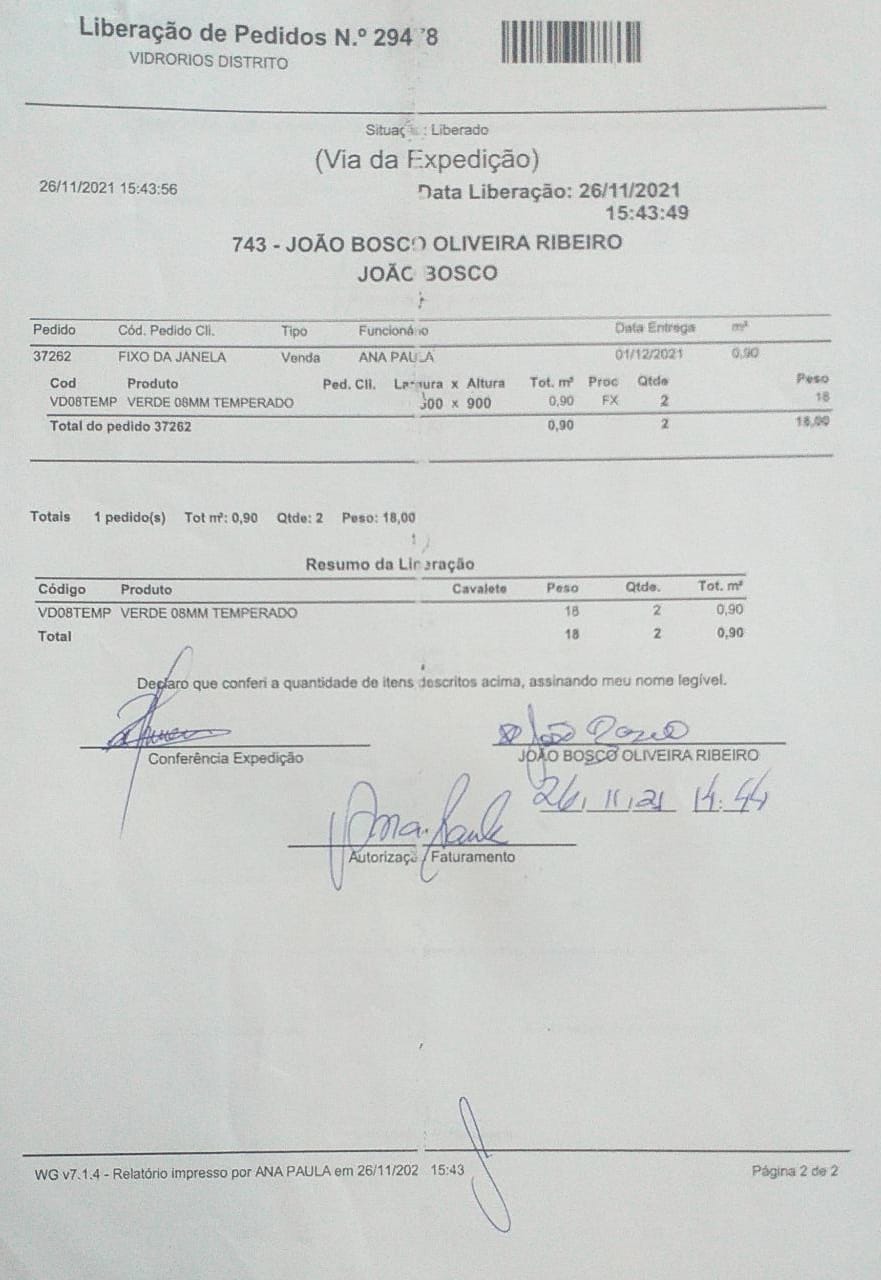 Liberação de Pedidos N.º 294 8
VIDRORIOS DISTRITO
Situaç : Liberado
(Via da Expedição)
26/11/2021 15:43:56
Data Liberação: 26/11/2021
15:43:49
743 - JOÃO BOSCO OLIVEIRA RIBEIRO
JOÃO BOSCO
Pedido Cód. Pedido Cli. Tipo Funcionário Data Entrega m²
37262 FIXO DA JANELA Venda ANA PAULA 01/12/2021 0,90
Cod Produto Ped. Cli. Largura x Altura Tot. m² Proc Qtde Peso
VD08TEMP VERDE 08MM TEMPERADO 500 x 900 0,90 FX 2 18
Total do pedido 37262 0,90 2 18,00
Totais 1 pedido(s) Tot m²: 0,90 Qtde: 2 Peso: 18,00
Resumo da Liberação
Código Produto Cavalete Peso Qtde. Tot. m²
VD08TEMP VERDE 08MM TEMPERADO 18 2 0,90
Total 18 2 0,90
Declaro que conferi a quantidade de itens descritos acima, assinando meu nome legível.
João Bosco
Conferência Expedição JOÃO BOSCO OLIVEIRA RIBEIRO
26, 11, 21 14:44
Ana Paula
Autorizaçã / Faturamento
WG v7.1.4 - Relatório impresso por ANA PAULA em 26/11/202 15:43 Página 2 de 2